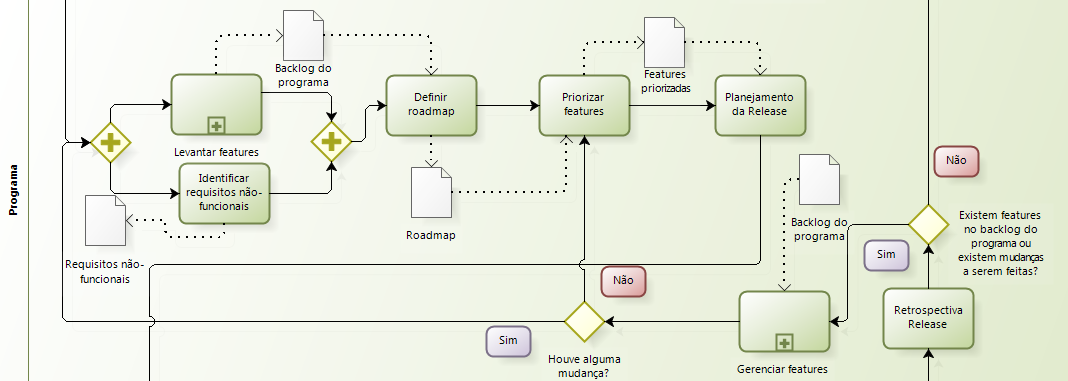 Programa
Backlog do
programa
Levantar features
Identificar
requisitos não-
funcionais
Requisitos não-
funcionais
Definir
roadmap
Roadmap
Priorizar
features
Features
priorizadas
Planejamento
da Release
Backlog do
programa
Não
Existem features
no backlog do
programa ou
existem mudanças
a serem feitas?
Sim
Retrospectiva
Release
Gerenciar features
Não
Houve alguma
mudança?
Sim